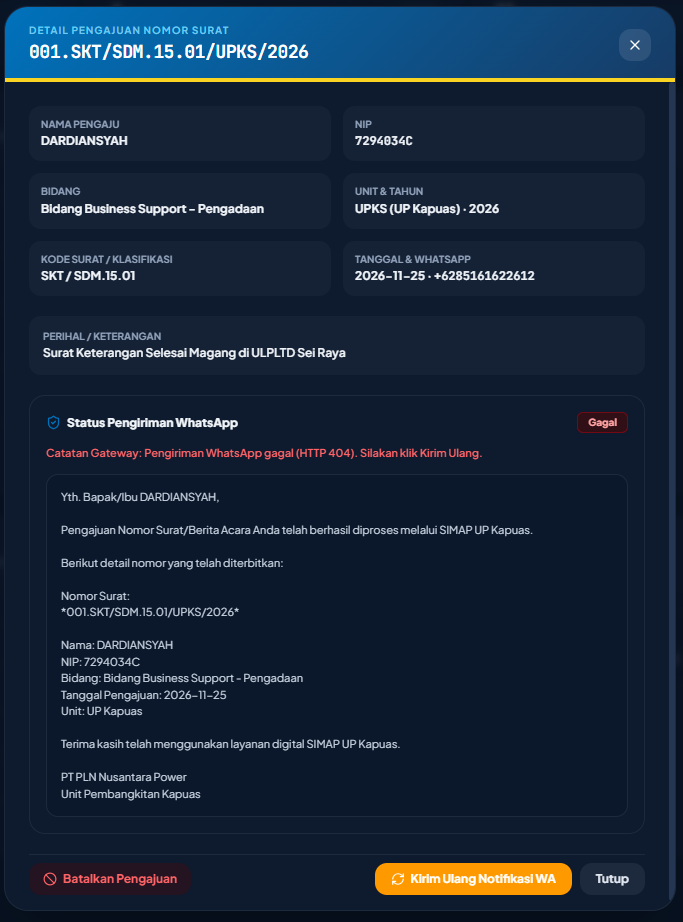 DETAIL PENGAJUAN NOMOR SURAT
001.SKT/SDM.15.01/UPKS/2026
NAMA PENGAJU
DARDIANSYAH
NIP
7294034C
BIDANG
Bidang Business Support – Pengadaan
UNIT & TAHUN
UPKS (UP Kapuas) · 2026
KODE SURAT / KLASIFIKASI
SKT / SDM.15.01
TANGGAL & WHATSAPP
2026-11-25 · +6285161622612
PERIHAL / KETERANGAN
Surat Keterangan Selesai Magang di ULPLTD Sei Raya
Status Pengiriman WhatsApp
Gagal
Catatan Gateway: Pengiriman WhatsApp gagal (HTTP 404). Silakan klik Kirim Ulang.
Yth. Bapak/Ibu DARDIANSYAH,
Pengajuan Nomor Surat/Berita Acara Anda telah berhasil diproses melalui SIMAP UP Kapuas.
Berikut detail nomor yang telah diterbitkan:
Nomor Surat:
*001.SKT/SDM.15.01/UPKS/2026*
Nama: DARDIANSYAH
NIP: 7294034C
Bidang: Bidang Business Support - Pengadaan
Tanggal Pengajuan: 2026-11-25
Unit: UP Kapuas
Terima kasih telah menggunakan layanan digital SIMAP UP Kapuas.
PT PLN Nusantara Power
Unit Pembangkitan Kapuas
Batalkan Pengajuan
Kirim Ulang Notifikasi WA
Tutup